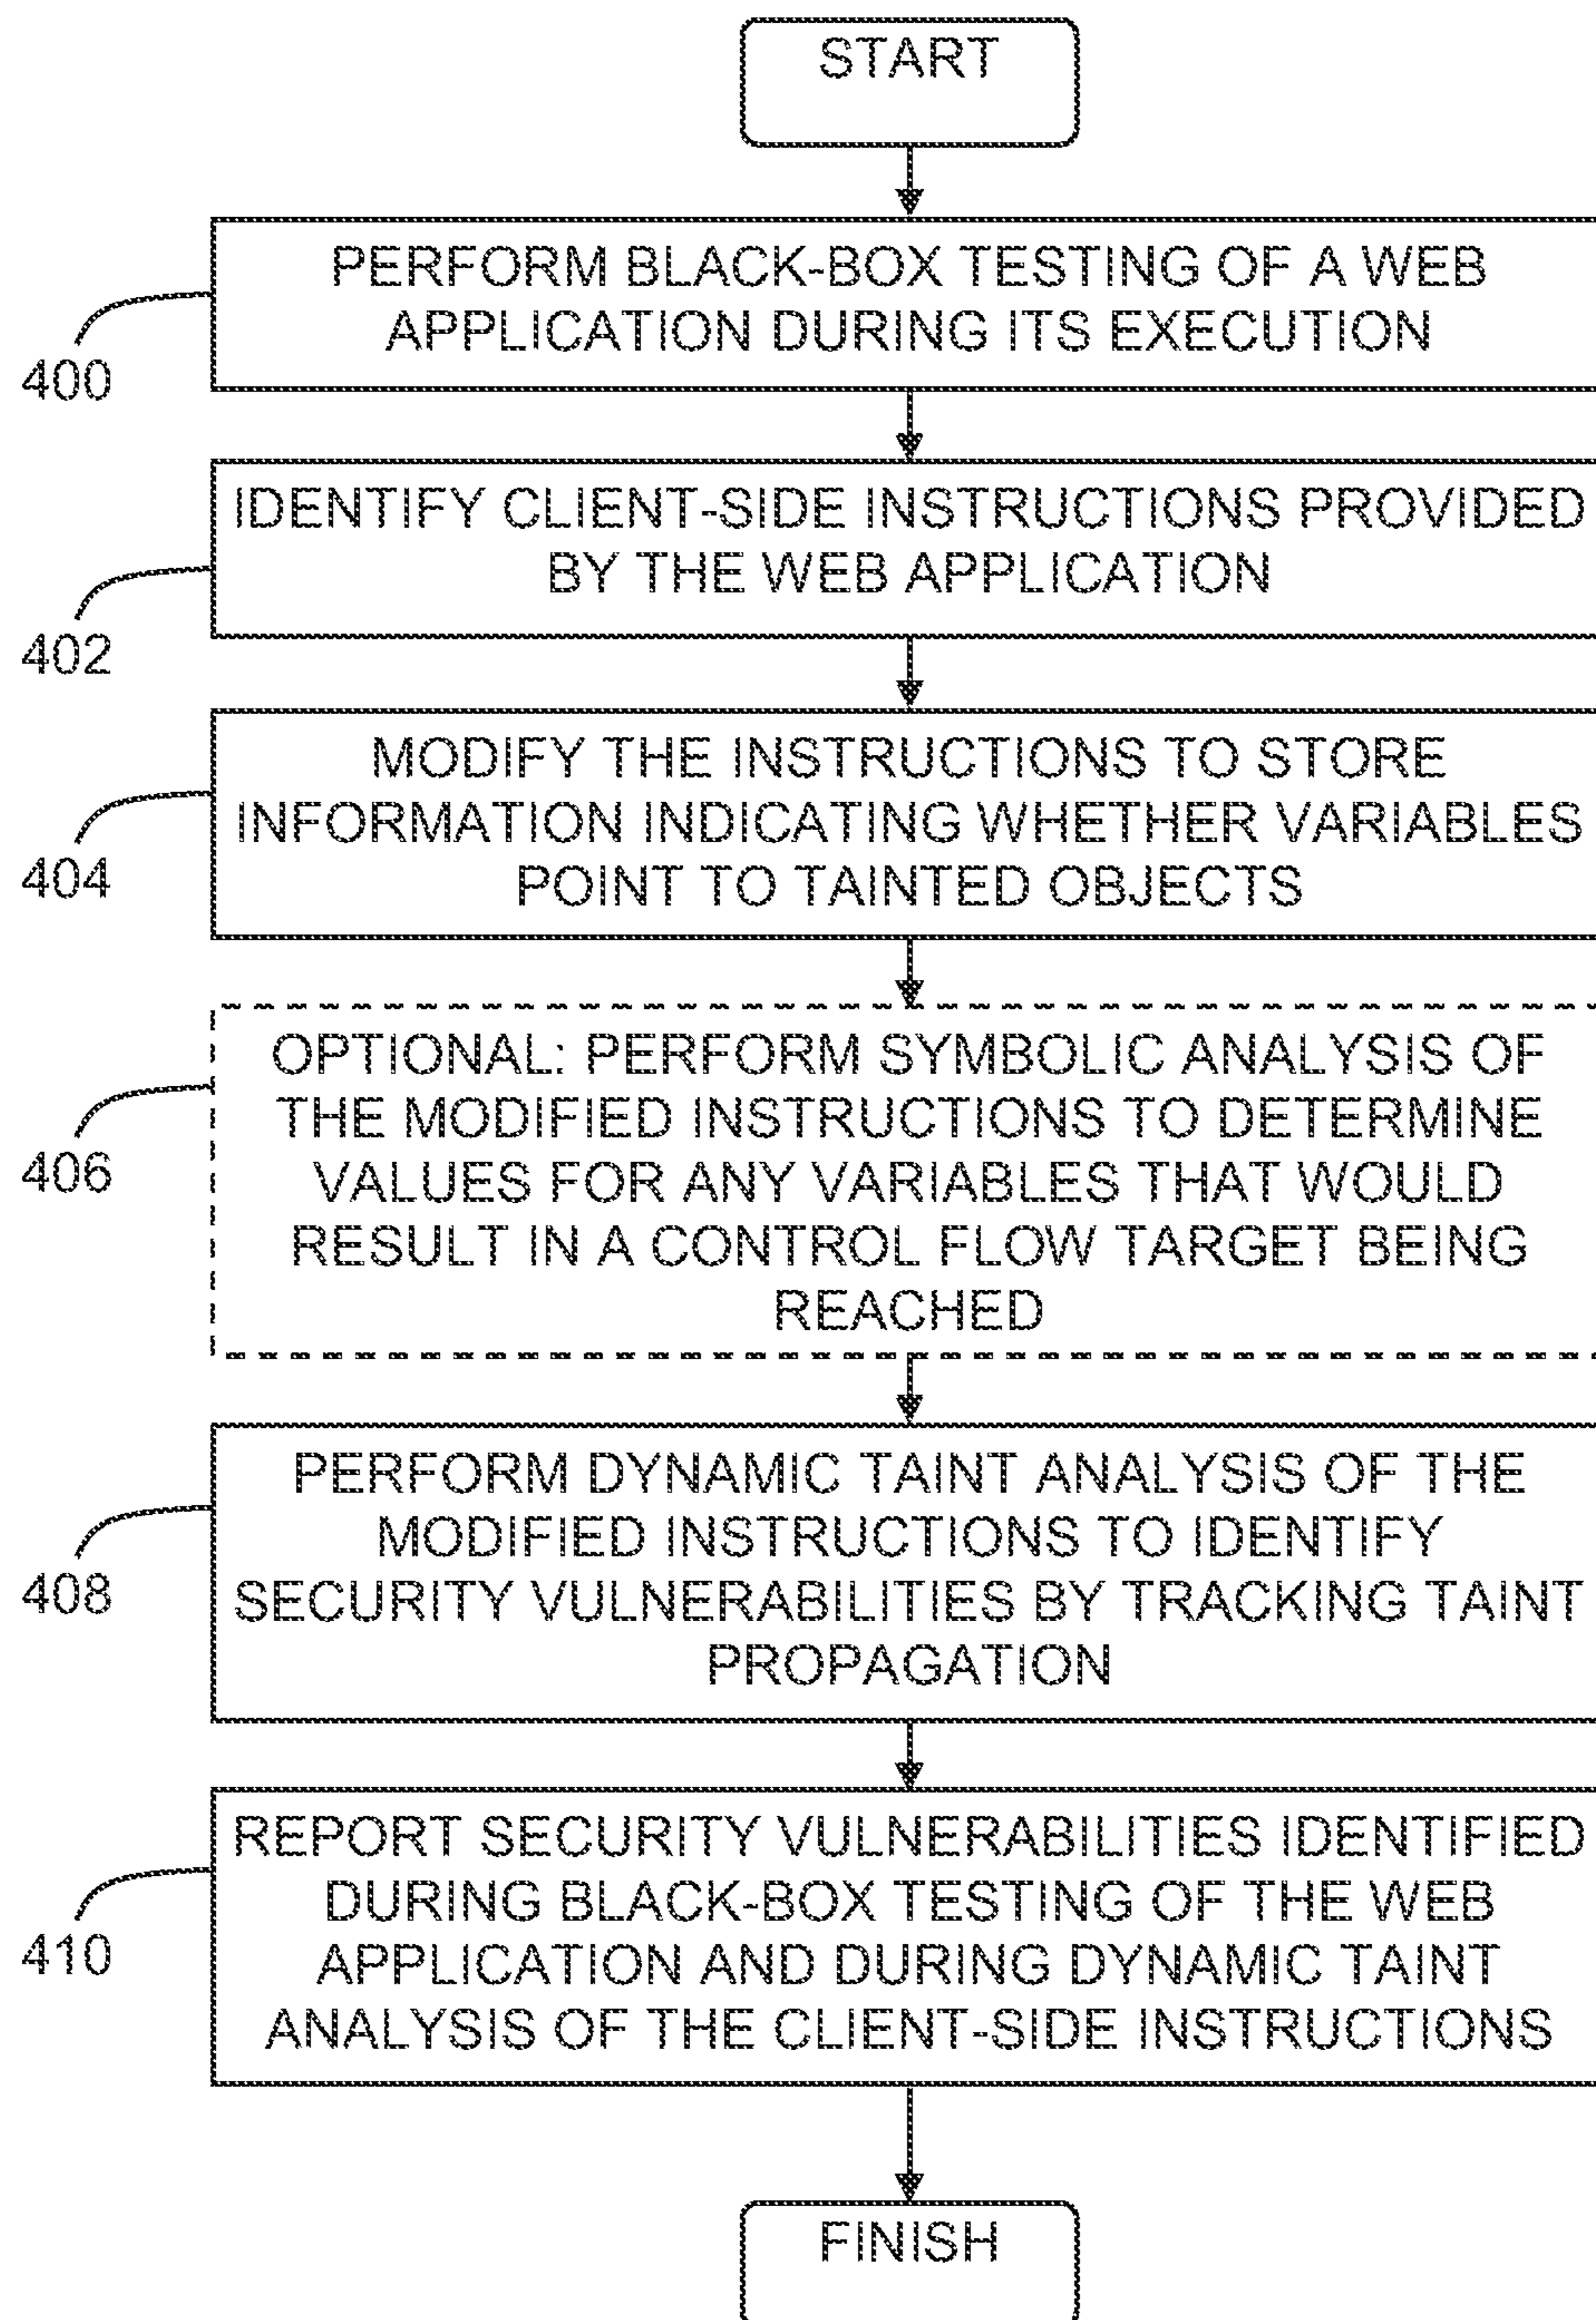 START
PERFORM BLACK-BOX TESTING OF A WEB
APPLICATION DURING ITS EXECUTION
400
IDENTIFY CLIENT-SIDE INSTRUCTIONS PROVIDED
BY THE WEB APPLICATION
402
MODIFY THE INSTRUCTIONS TO STORE
INFORMATION INDICATING WHETHER VARIABLES
POINT TO TAINTED OBJECTS
404
OPTIONAL: PERFORM SYMBOLIC ANALYSIS OF
THE MODIFIED INSTRUCTIONS TO DETERMINE
VALUES FOR ANY VARIABLES THAT WOULD
RESULT IN A CONTROL FLOW TARGET BEING
REACHED
406
PERFORM DYNAMIC TAINT ANALYSIS OF THE
MODIFIED INSTRUCTIONS TO IDENTIFY
SECURITY VULNERABILITIES BY TRACKING TAINT
PROPAGATION
408
REPORT SECURITY VULNERABILITIES IDENTIFIED
DURING BLACK-BOX TESTING OF THE WEB
APPLICATION AND DURING DYNAMIC TAINT
ANALYSIS OF THE CLIENT-SIDE INSTRUCTIONS
410
FINISH